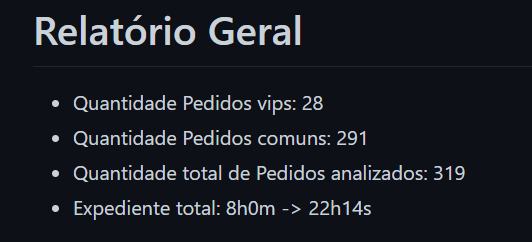 Relatório Geral
Quantidade Pedidos vips: 28
Quantidade Pedidos comuns: 291
Quantidade total de Pedidos analizados: 319
Expediente total: 8h0m -> 22h14s